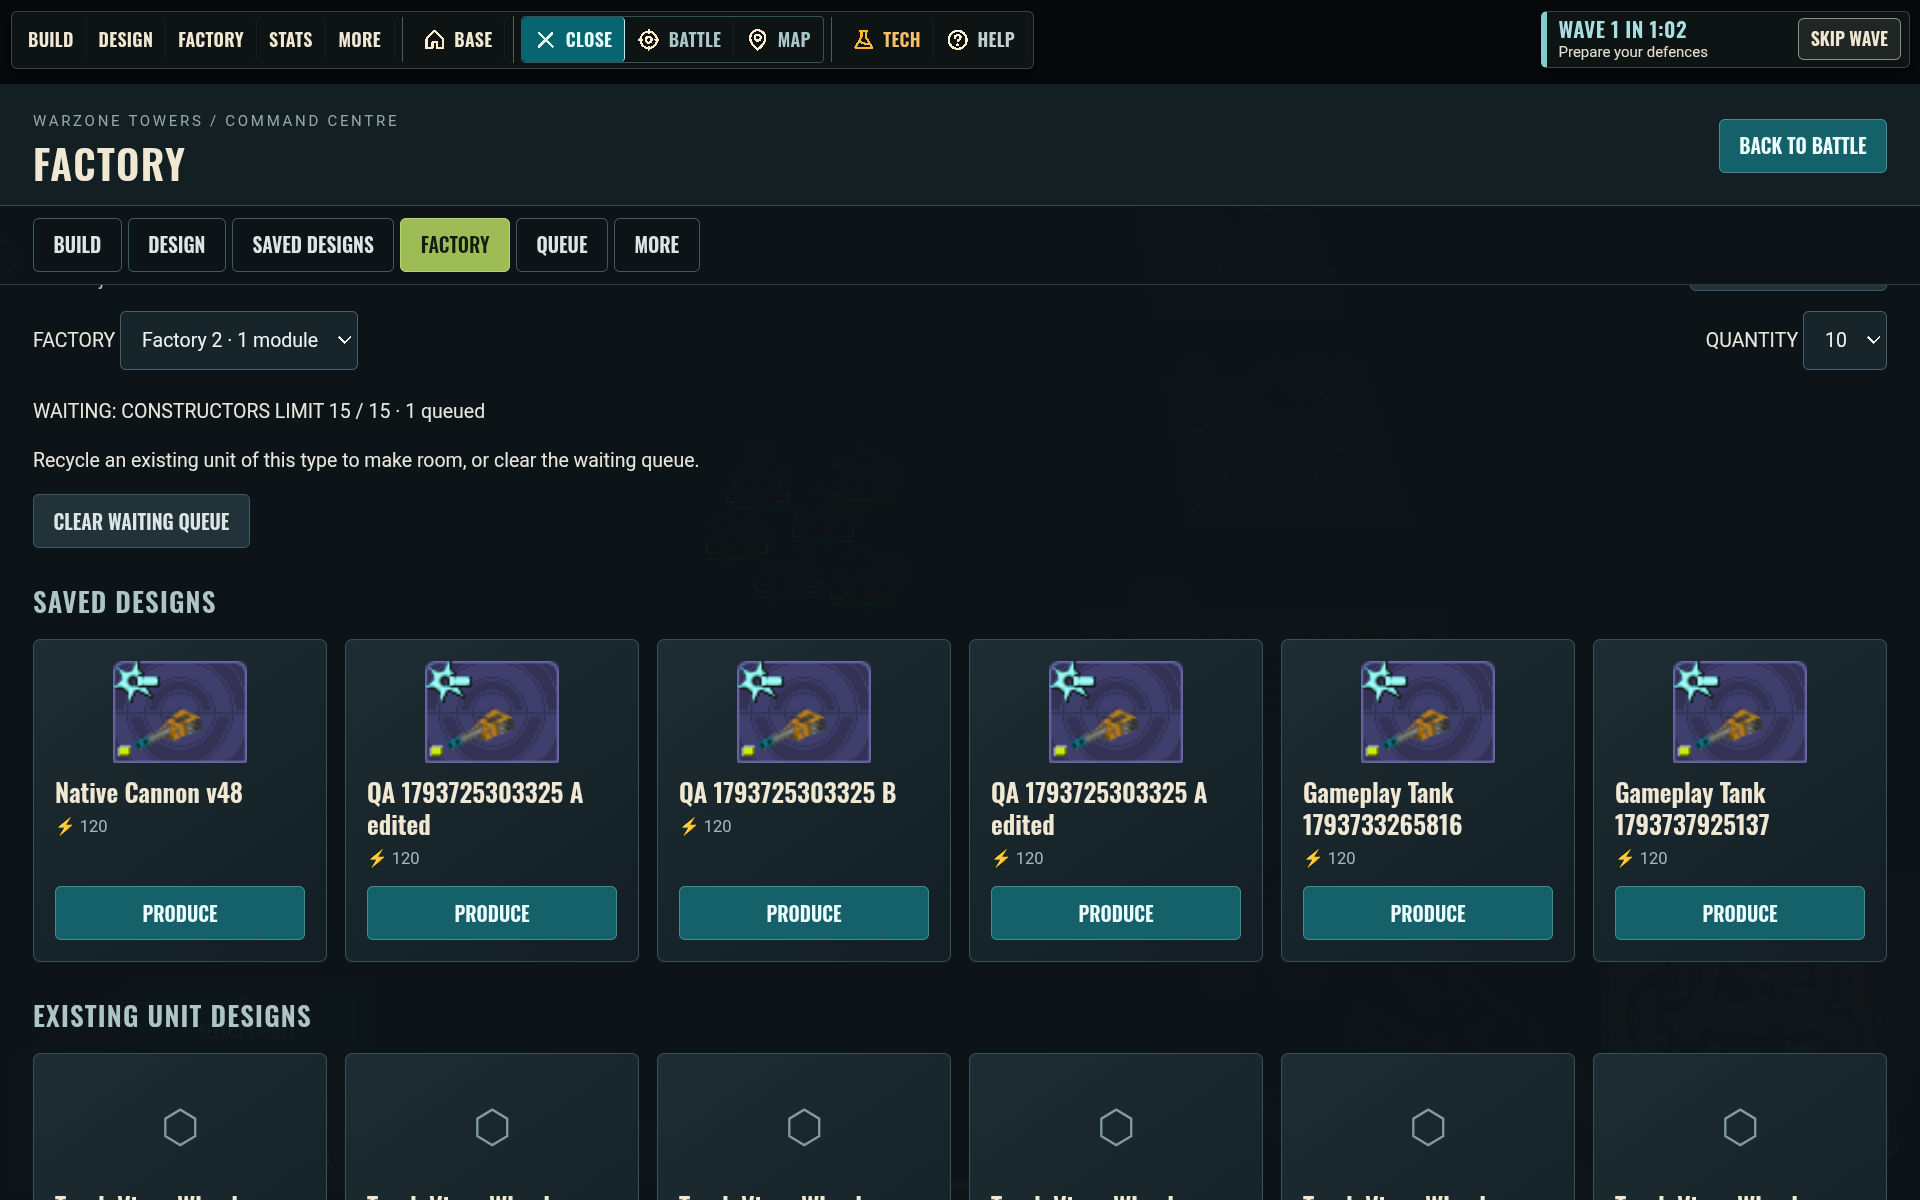 BUILD DESIGN FACTORY STATS MORE BASE CLOSE BATTLE MAP TECH HELP
WAVE 1 IN 1:02
Prepare your defences
SKIP WAVE
WARZONE TOWERS / COMMAND CENTRE
FACTORY
BACK TO BATTLE
BUILD DESIGN SAVED DESIGNS FACTORY QUEUE MORE
FACTORY Factory 2 · 1 module QUANTITY 10
WAITING: CONSTRUCTORS LIMIT 15 / 15 · 1 queued
Recycle an existing unit of this type to make room, or clear the waiting queue.
CLEAR WAITING QUEUE
SAVED DESIGNS
Native Cannon v48
⚡ 120
PRODUCE
QA 1793725303325 A
edited
⚡ 120
PRODUCE
QA 1793725303325 B
⚡ 120
PRODUCE
QA 1793725303325 A
edited
⚡ 120
PRODUCE
Gameplay Tank
1793733265816
⚡ 120
PRODUCE
Gameplay Tank
1793737925137
⚡ 120
PRODUCE
EXISTING UNIT DESIGNS